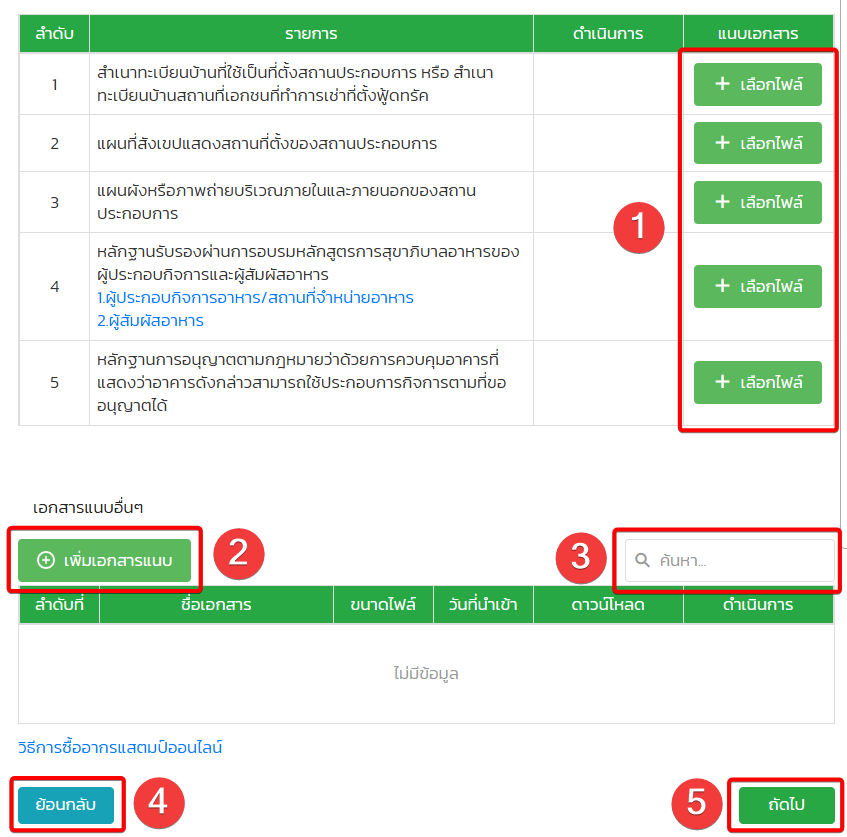 ลำดับ รายการ ดำเนินการ แนบเอกสาร
1 สำเนาทะเบียนบ้านที่ใช้เป็นที่ตั้งสถานประกอบการ หรือ สำเนา
ทะเบียนบ้านสถานที่เอกชนที่ทำการเช่าที่ตั้งฟู้ดทรัค
+ เลือกไฟล์
2 แผนที่สังเขปแสดงสถานที่ตั้งของสถานประกอบการ + เลือกไฟล์
3 แผนผังหรือภาพถ่ายบริเวณภายในและภายนอกของสถาน
ประกอบการ
+ เลือกไฟล์
1
4 หลักฐานรับรองผ่านการอบรมหลักสูตรการสุขาภิบาลอาหารของ
ผู้ประกอบกิจการและผู้สัมผัสอาหาร
1.ผู้ประกอบกิจการอาหาร/สถานที่จำหน่ายอาหาร
2.ผู้สัมผัสอาหาร
+ เลือกไฟล์
5 หลักฐานการอนุญาตตามกฎหมายว่าด้วยการควบคุมอาคารที่
แสดงว่าอาคารดังกล่าวสามารถใช้ประกอบการกิจการตามที่ขอ
อนุญาตได้
+ เลือกไฟล์
เอกสารแนบอื่นๆ
เพิ่มเอกสารแนบ 2 3 ค้นหา...
ลำดับที่ ชื่อเอกสาร ขนาดไฟล์ วันที่นำเข้า ดาวน์โหลด ดำเนินการ
ไม่มีข้อมูล
วิธีการซื้ออากรแสตมป์ออนไลน์
ย้อนกลับ 4 5 ถัดไป